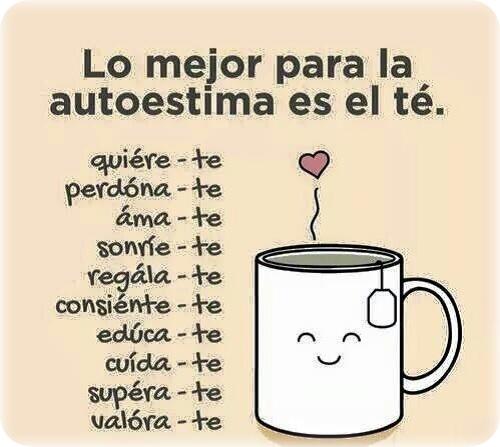 Lo mejor para la
autoestima es el té.
quiére - te
perdóna - te
áma - te
sonríe - te
regála - te
consiénte - te
edúca - te
cuída - te
supéra - te
valóra - te